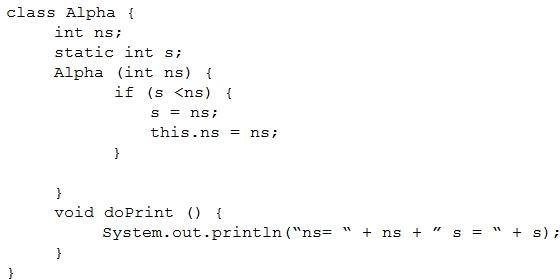 class Alpha {
int ns;
static int s;
Alpha (int ns) {
if (s <ns) {
s = ns;
this.ns = ns;
}
}
void doPrint () {
System.out.println(“ns= “ + ns + ” s = “ + s);
}
}